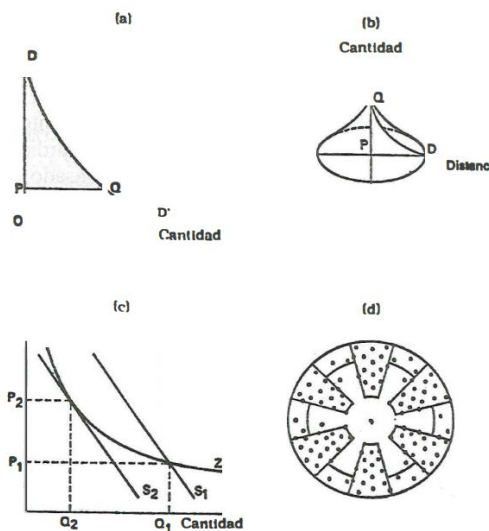 (a)
D
P
Q
O
D'
Cantidad
(b)
Cantidad
Q
P
D
Distanc
(c)
P2
P1
Z
S2
S1
Q2
Q1
Cantidad
(d)